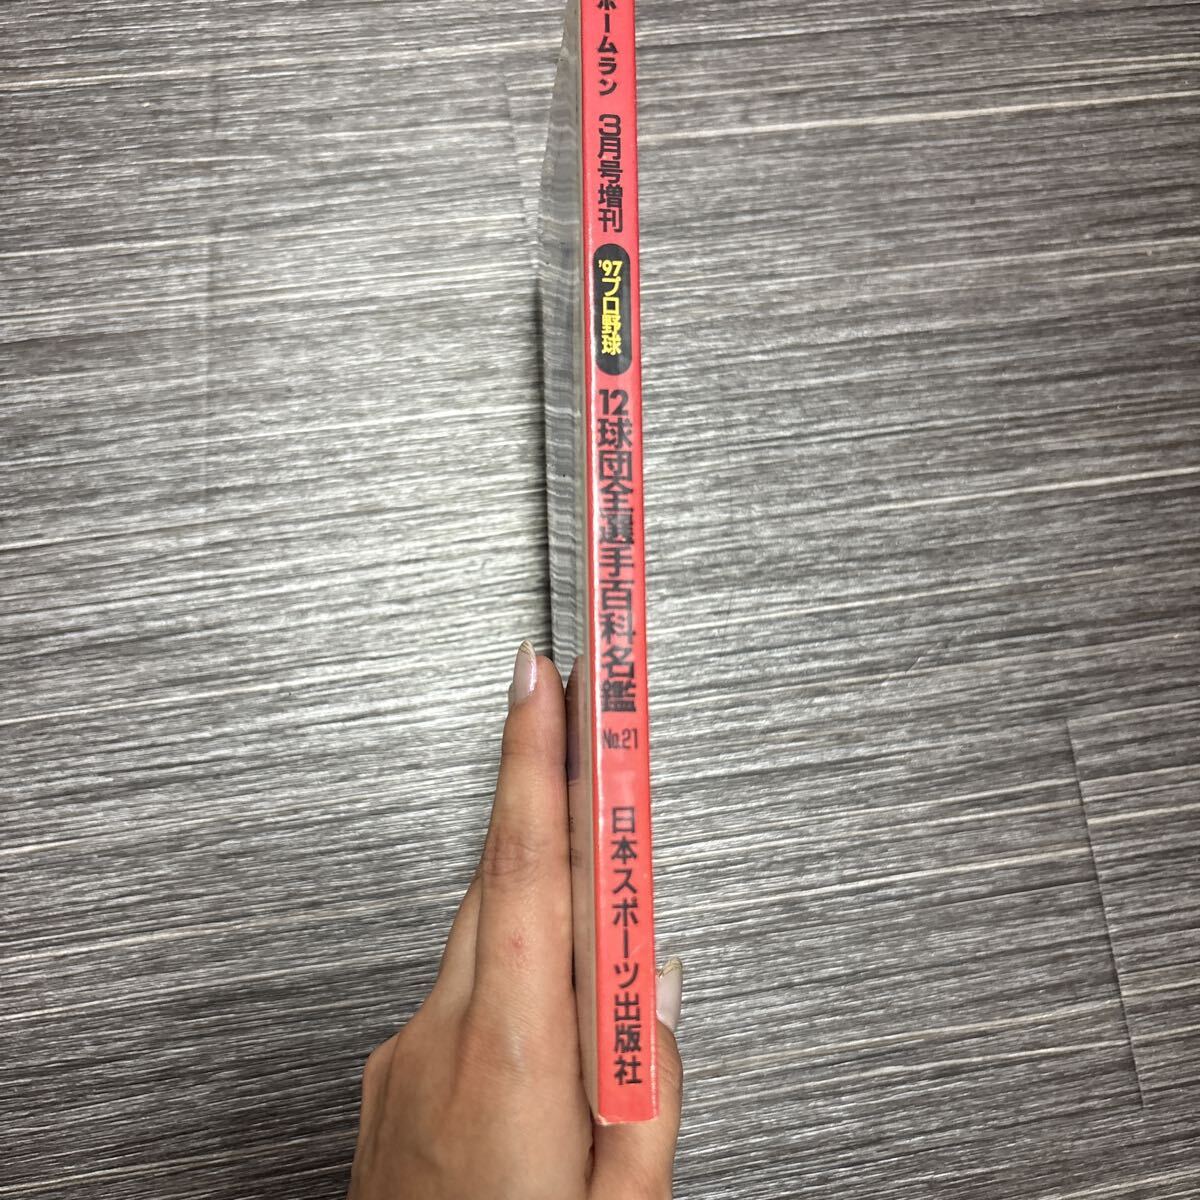 ホームラン 3月号増刊
'97プロ野球
12球団全選手百科名鑑 No.21
日本スポーツ出版社